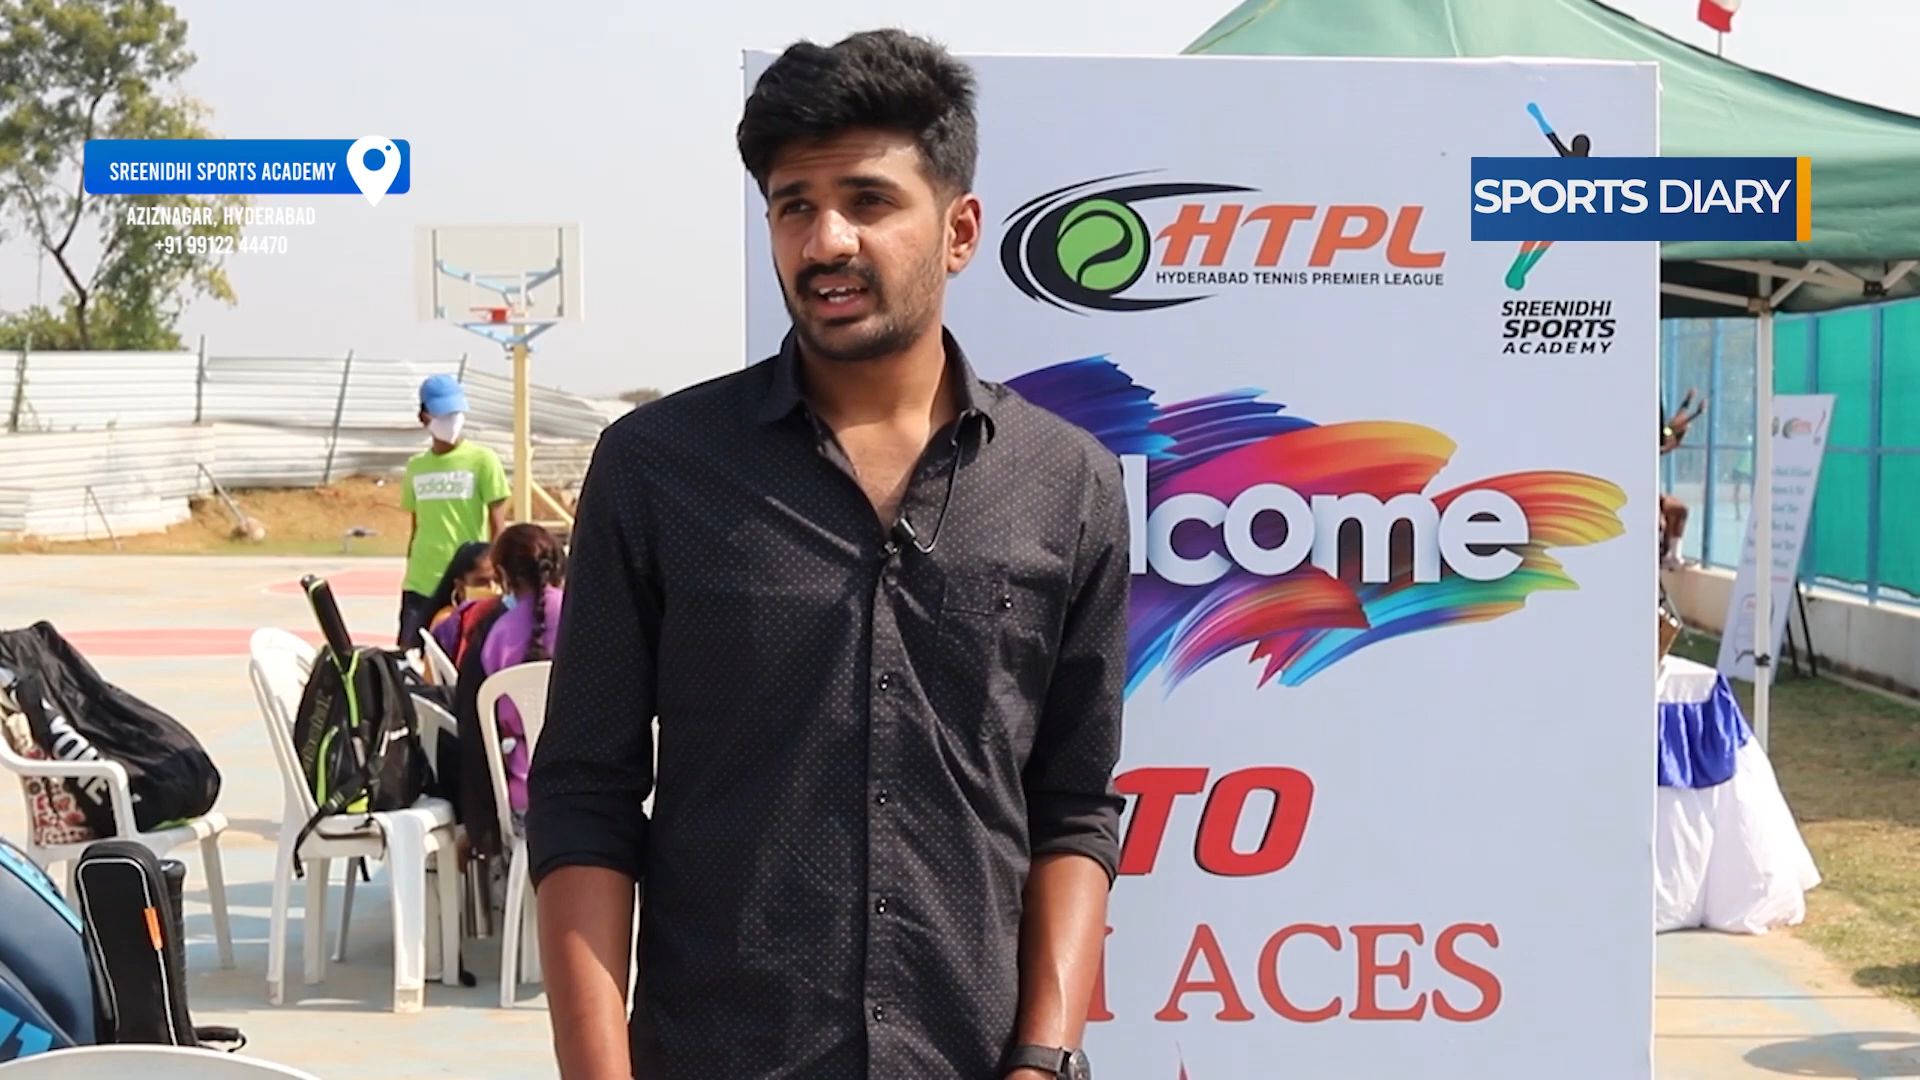 SREENIDHI SPORTS ACADEMY
AZIZNAGAR, HYDERABAD
+91 99122 44470
SPORTS DIARY
HTPL
HYDERABAD TENNIS PREMIER LEAGUE
SREENIDHI
SPORTS
ACADEMY
lcome
TO
ACES
adidas